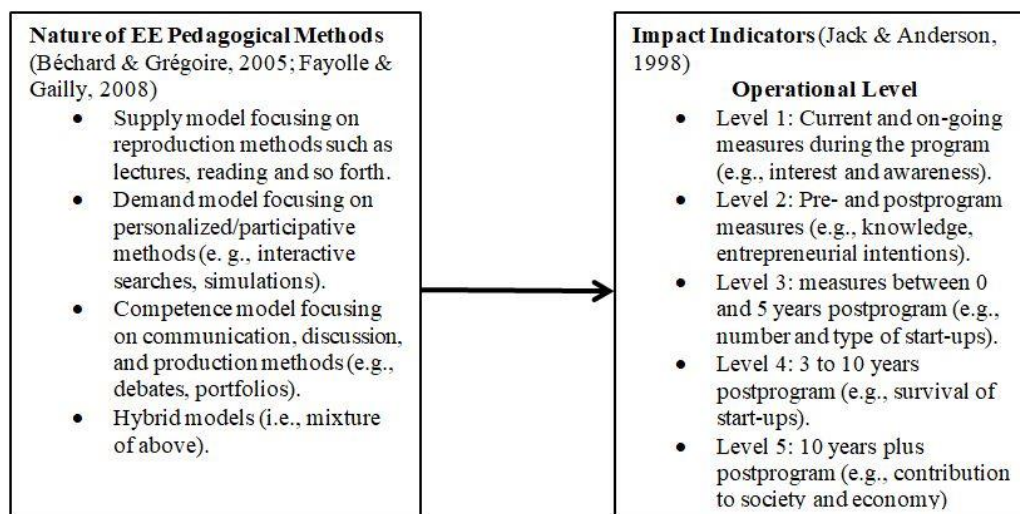 Nature of EE Pedagogical Methods
(Béchard & Grégoire, 2005; Fayolle &
Gailly, 2008)
• Supply model focusing on
reproduction methods such as
lectures, reading and so forth.
• Demand model focusing on
personalized/participative
methods (e. g., interactive
searches, simulations).
• Competence model focusing
on communication, discussion,
and production methods (e.g.,
debates, portfolios).
• Hybrid models (i.e., mixture
of above).
Impact Indicators (Jack & Anderson,
1998)
Operational Level
• Level 1: Current and on-going
measures during the program
(e.g., interest and awareness).
• Level 2: Pre- and postprogram
measures (e.g., knowledge,
entrepreneurial intentions).
• Level 3: measures between 0
and 5 years postprogram (e.g.,
number and type of start-ups).
• Level 4: 3 to 10 years
postprogram (e.g., survival of
start-ups).
• Level 5: 10 years plus
postprogram (e.g., contribution
to society and economy)